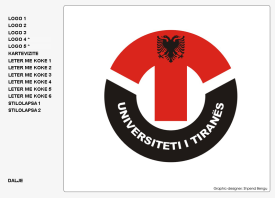 LOGO 1
LOGO 2
LOGO 3
LOGO 4 *
LOGO 5 *
KARTEVIZITE
LETER ME KOKE 1
LETER ME KOKE 2
LETER ME KOKE 3
LETER ME KOKE 4
LETER ME KOKE 5
LETER ME KOKE 6
STILOLAPSA 1
STILOLAPSA 2
UNIVERSITETI I TIRANËS
DALJE
Graphic designer: Shpend Bengu